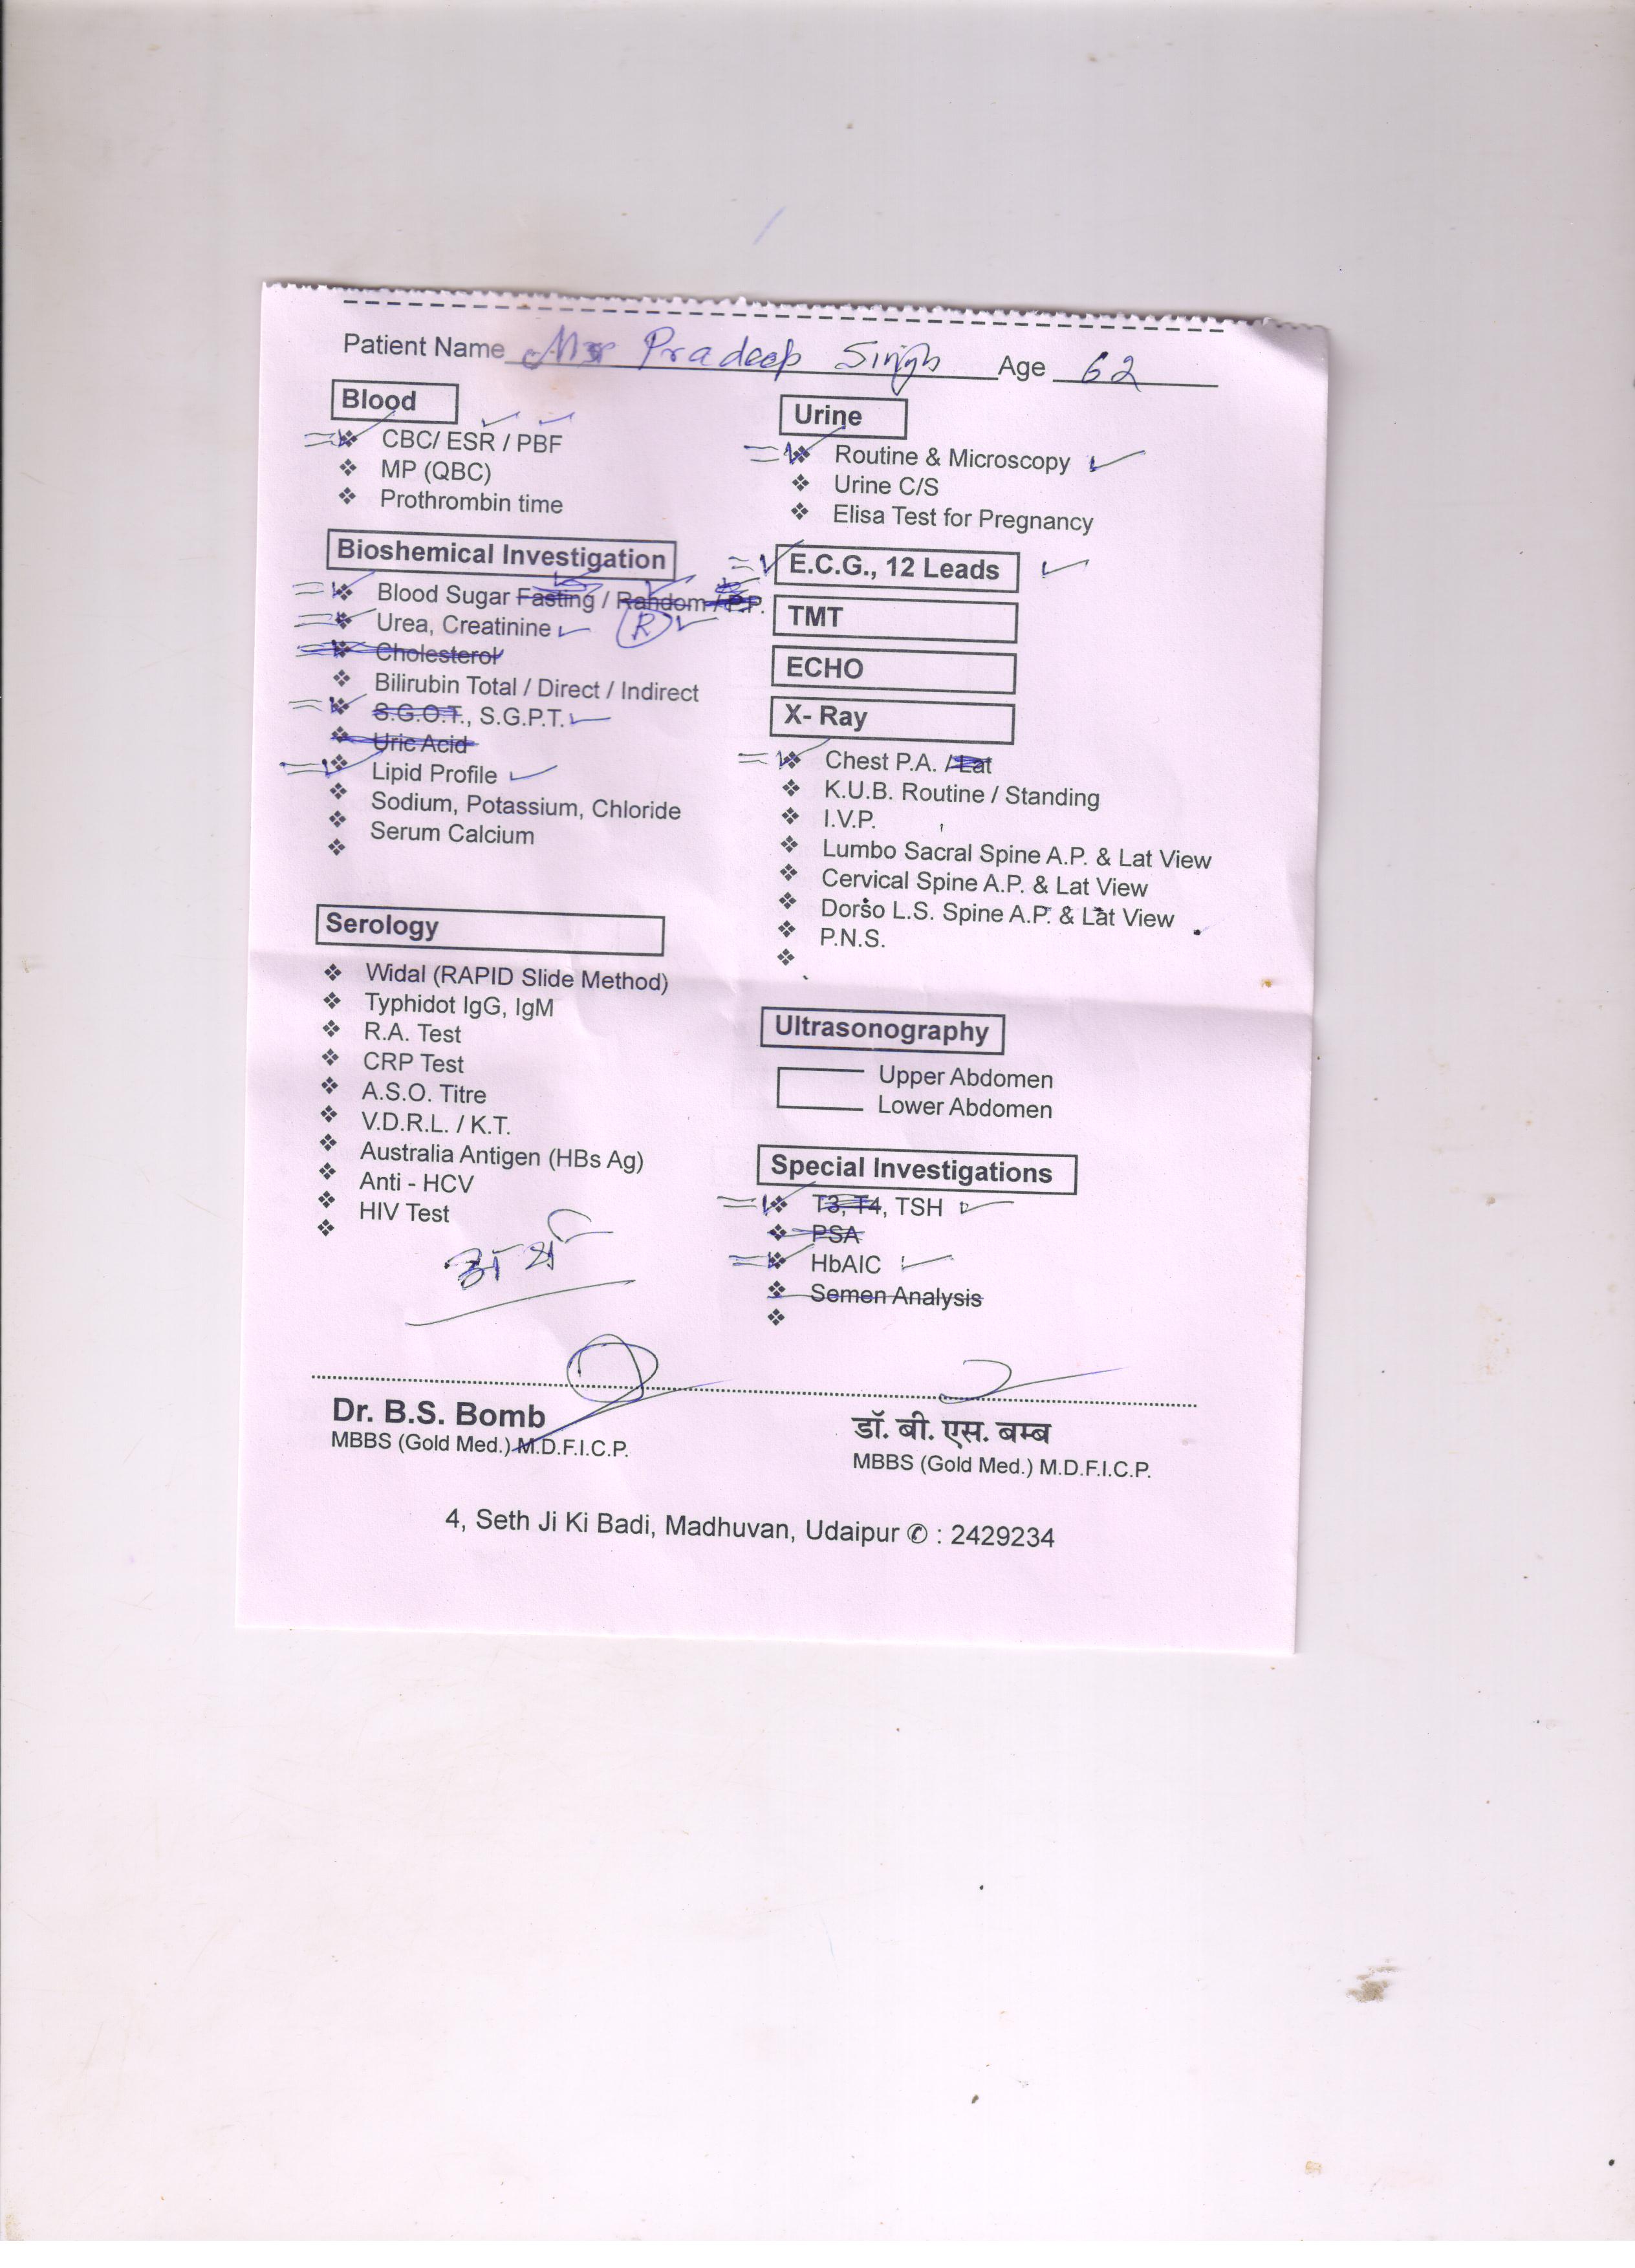 Patient Name Mr Pradeep Singh Age 62
Blood
CBC/ ESR / PBF
MP (QBC)
Prothrombin time
Bioshemical Investigation
Blood Sugar Fasting / Random / P.P.
Urea, Creatinine R
Cholesterol
Bilirubin Total / Direct / Indirect
S.G.O.T., S.G.P.T.
Uric Acid
Lipid Profile
Sodium, Potassium, Chloride
Serum Calcium
Serology
Widal (RAPID Slide Method)
Typhidot IgG, IgM
R.A. Test
CRP Test
A.S.O. Titre
V.D.R.L. / K.T.
Australia Antigen (HBs Ag)
Anti - HCV
HIV Test
Urine
Routine & Microscopy
Urine C/S
Elisa Test for Pregnancy
E.C.G., 12 Leads
TMT
ECHO
X- Ray
Chest P.A. / Lat
K.U.B. Routine / Standing
I.V.P.
Lumbo Sacral Spine A.P. & Lat View
Cervical Spine A.P. & Lat View
Dorso L.S. Spine A.P. & Lat View
P.N.S.
Ultrasonography
Upper Abdomen
Lower Abdomen
Special Investigations
T3, T4, TSH
PSA
HbAIC
Semen Analysis
Dr. B.S. Bomb
MBBS (Gold Med.) M.D.F.I.C.P.
डॉ. बी. एस. बम्ब
MBBS (Gold Med.) M.D.F.I.C.P.
4, Seth Ji Ki Badi, Madhuvan, Udaipur ✆ : 2429234